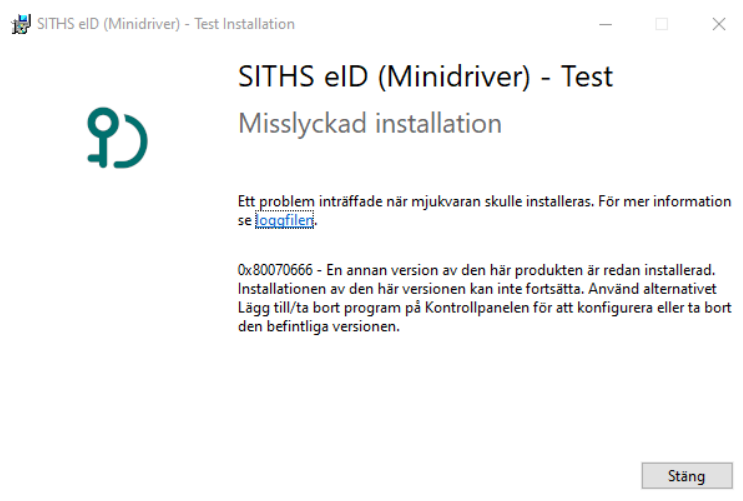 SITHS eID (Minidriver) - Test Installation
SITHS eID (Minidriver) - Test
Misslyckad installation
Ett problem inträffade när mjukvaran skulle installeras. För mer information
se loggfilen.
0x80070666 - En annan version av den här produkten är redan installerad.
Installationen av den här versionen kan inte fortsätta. Använd alternativet
Lägg till/ta bort program på Kontrollpanelen för att konfigurera eller ta bort
den befintliga versionen.
Stäng